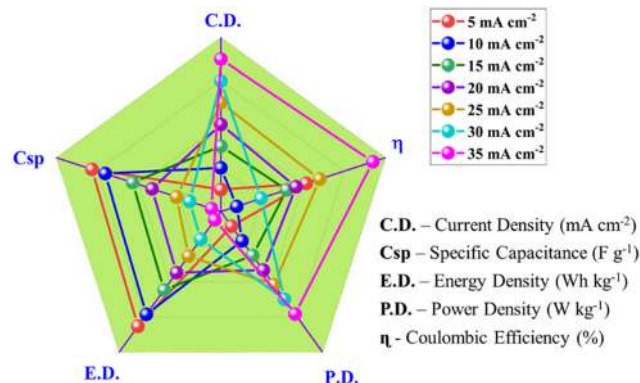 C.D.
5 mA cm⁻²
10 mA cm⁻²
15 mA cm⁻²
20 mA cm⁻²
25 mA cm⁻²
30 mA cm⁻²
35 mA cm⁻²
Csp
η
C.D. – Current Density (mA cm⁻²)
Csp – Specific Capacitance (F g⁻¹)
E.D. – Energy Density (Wh kg⁻¹)
P.D. – Power Density (W kg⁻¹)
η - Coulombic Efficiency (%)
E.D.
P.D.